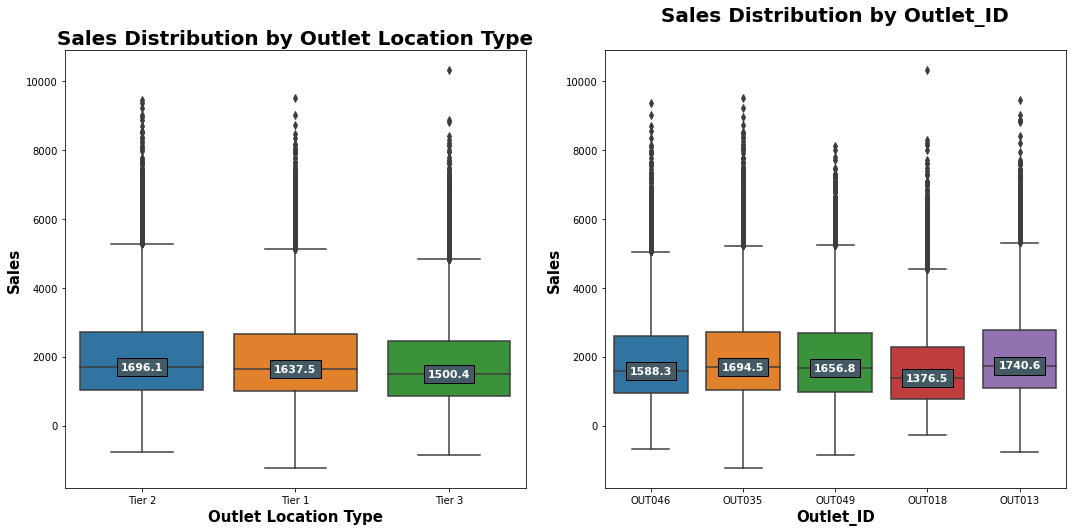 Sales Distribution by Outlet Location Type
Sales
10000
8000
6000
4000
2000
0
1696.1
1637.5
1500.4
Tier 2
Tier 1
Tier 3
Outlet Location Type
Sales Distribution by Outlet_ID
Sales
10000
8000
6000
4000
2000
0
1588.3
1694.5
1656.8
1376.5
1740.6
OUT046
OUT035
OUT049
OUT018
OUT013
Outlet_ID